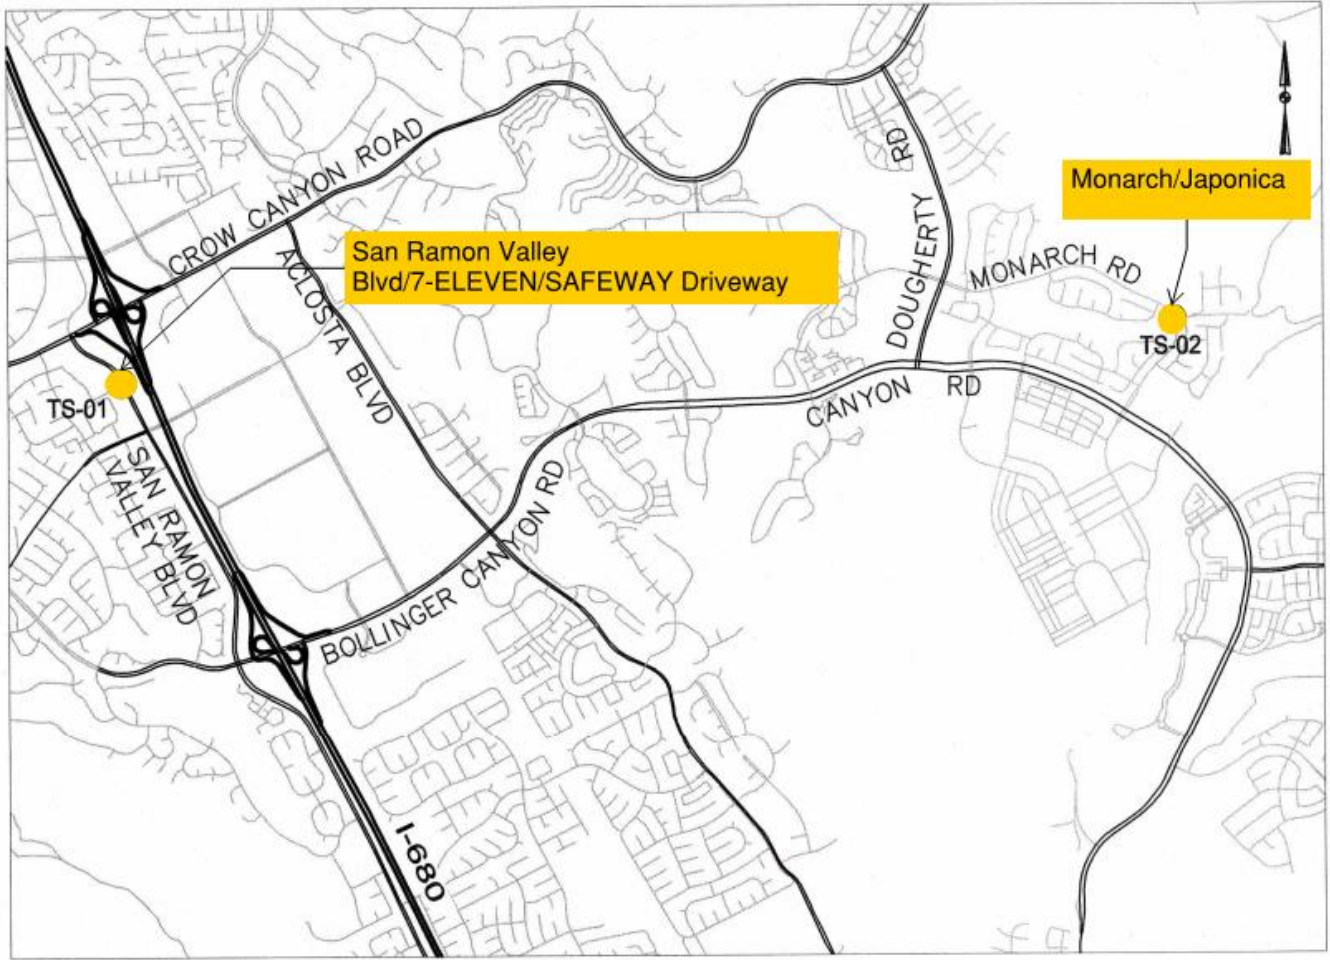 CROW CANYON ROAD
RD
DOUGHERTY
Monarch/Japonica
San Ramon Valley
Blvd/7-ELEVEN/SAFEWAY Driveway
MONARCH RD
ACLOSTA BLVD
TS-02
TS-01
CANYON RD
SAN RAMON
VALLEY BLVD
BOLLINGER CANYON RD
I-680